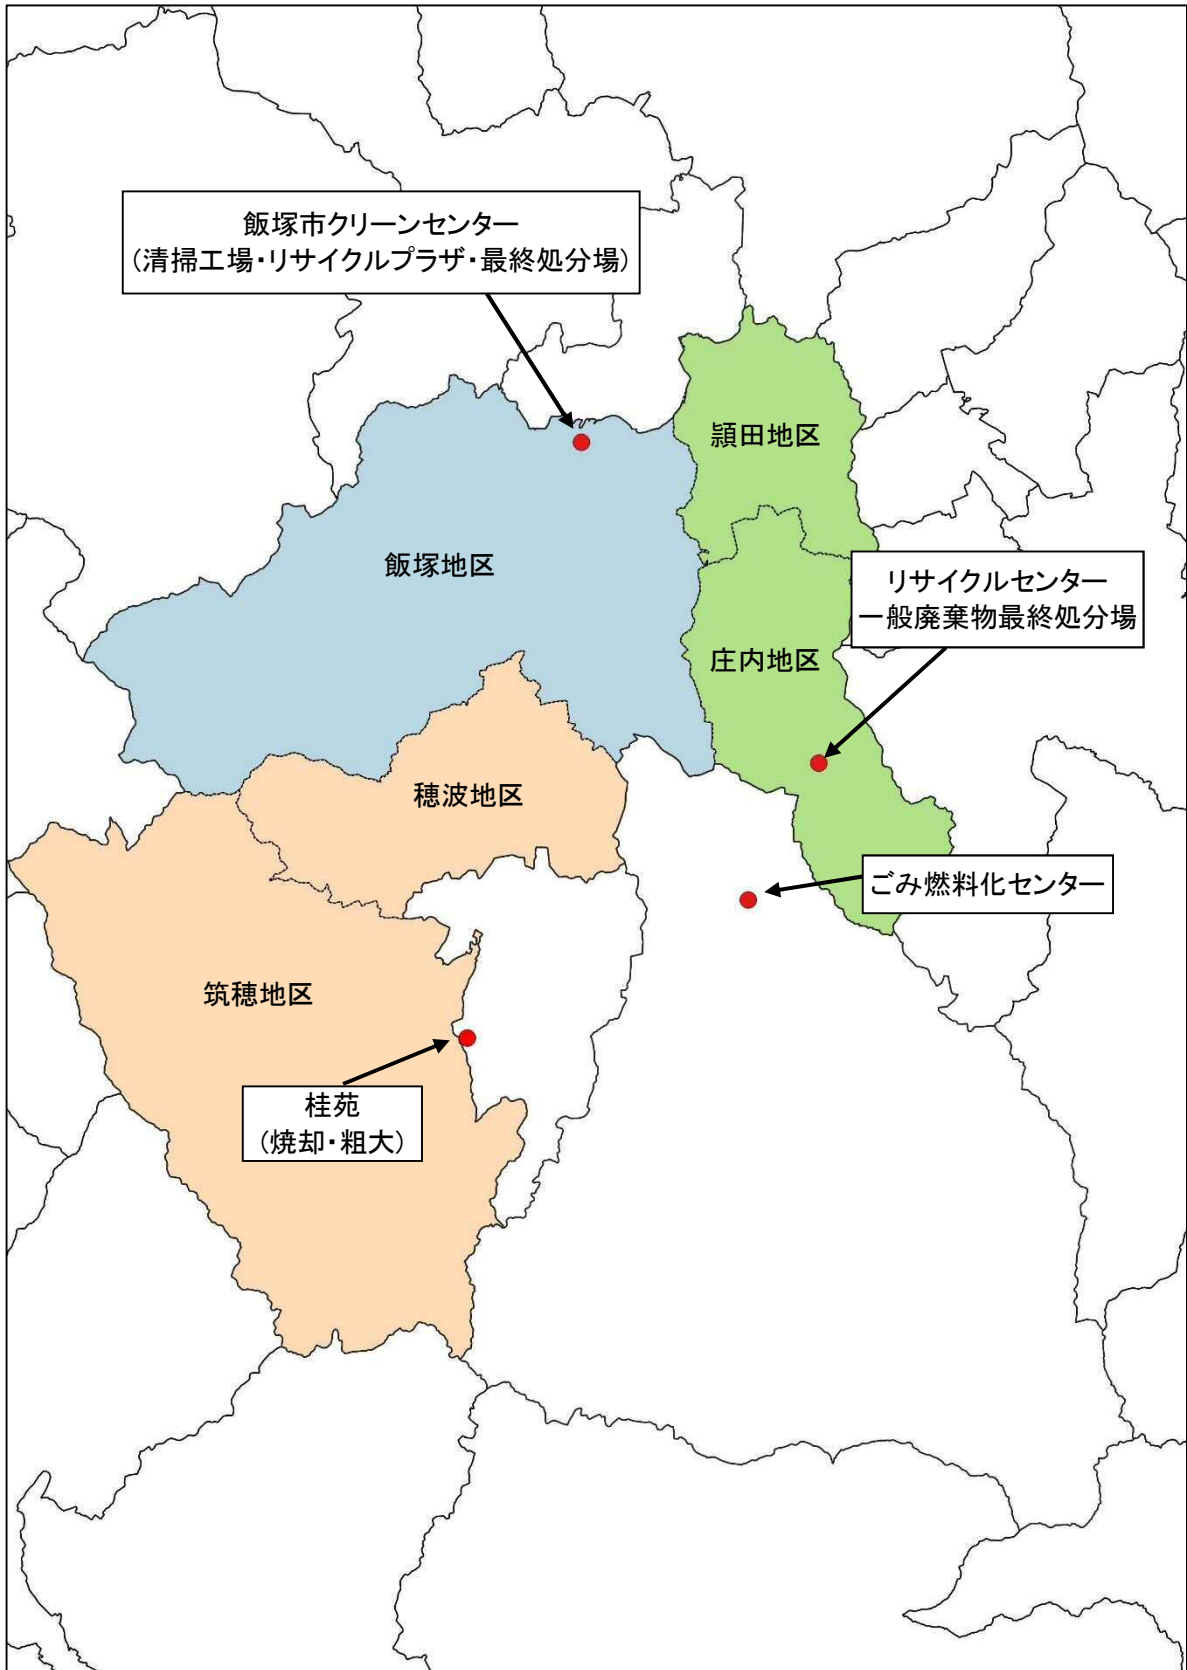 飯塚市クリーンセンター
(清掃工場・リサイクルプラザ・最終処分場)
頴田地区
飯塚地区
リサイクルセンター
一般廃棄物最終処分場
庄内地区
穂波地区
ごみ燃料化センター
筑穂地区
桂苑
(焼却・粗大)